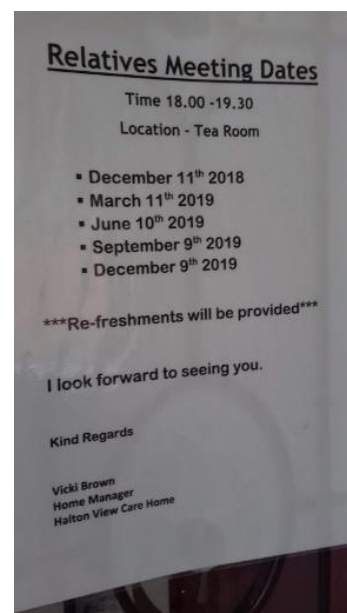 Relatives Meeting Dates
Time 18.00 -19.30
Location - Tea Room
▪ December 11th 2018
▪ March 11th 2019
▪ June 10th 2019
▪ September 9th 2019
▪ December 9th 2019
***Re-freshments will be provided***
I look forward to seeing you.
Kind Regards
Vicki Brown
Home Manager
Halton View Care Home